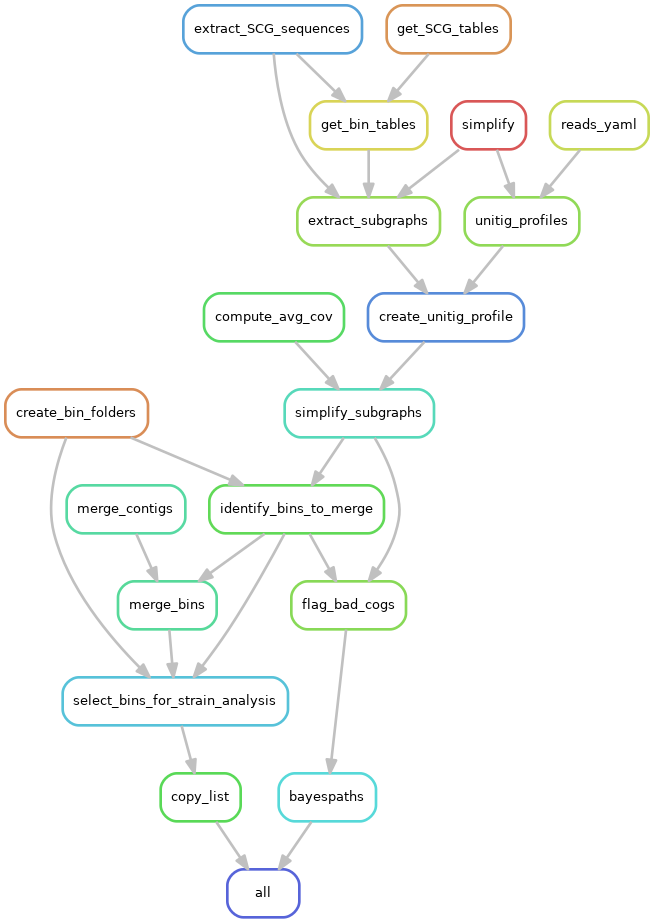 extract_SCG_sequences
get_SCG_tables
get_bin_tables
simplify
reads_yaml
extract_subgraphs
unitig_profiles
compute_avg_cov
create_unitig_profile
create_bin_folders
simplify_subgraphs
merge_contigs
identify_bins_to_merge
merge_bins
flag_bad_cogs
select_bins_for_strain_analysis
copy_list
bayespaths
all